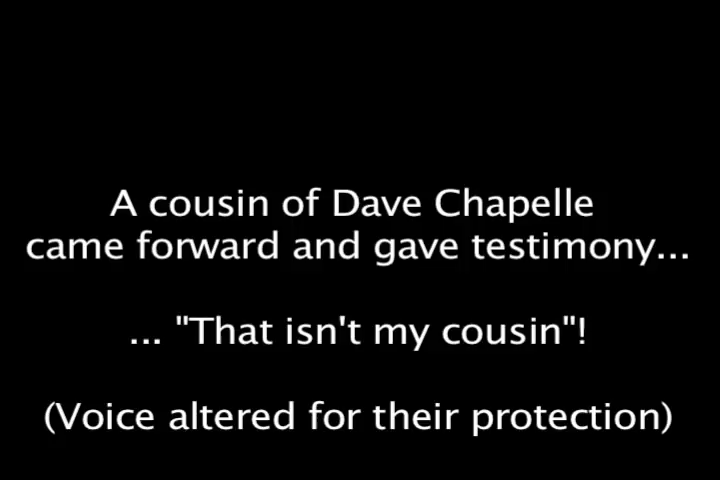 A cousin of Dave Chapelle
came forward and gave testimony...
... "That isn't my cousin"!
(Voice altered for their protection)